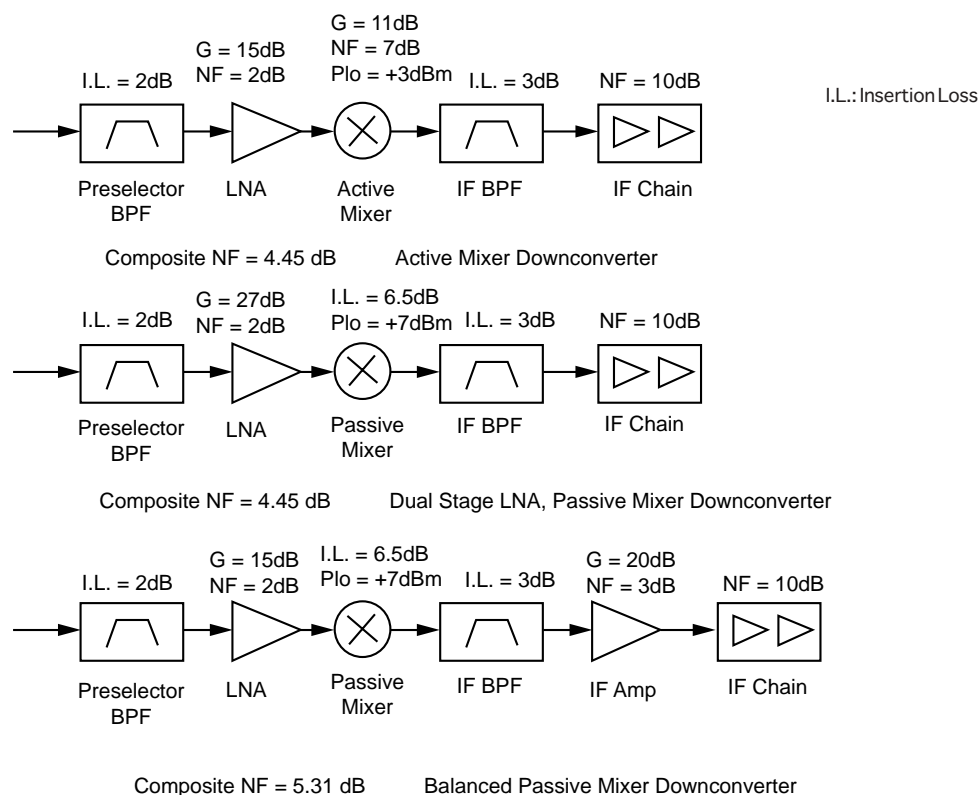 G = 11dB
G = 15dB NF = 7dB
I.L. = 2dB NF = 2dB Plo = +3dBm I.L. = 3dB NF = 10dB
I.L.: Insertion Loss
Preselector LNA Active IF BPF IF Chain
BPF Mixer
Composite NF = 4.45 dB Active Mixer Downconverter
G = 27dB I.L. = 6.5dB
I.L. = 2dB NF = 2dB Plo = +7dBm I.L. = 3dB NF = 10dB
Preselector LNA Passive IF BPF IF Chain
BPF Mixer
Composite NF = 4.45 dB Dual Stage LNA, Passive Mixer Downconverter
G = 15dB I.L. = 6.5dB G = 20dB
I.L. = 2dB NF = 2dB Plo = +7dBm I.L. = 3dB NF = 3dB NF = 10dB
Preselector LNA Passive IF BPF IF Amp IF Chain
BPF Mixer
Composite NF = 5.31 dB Balanced Passive Mixer Downconverter